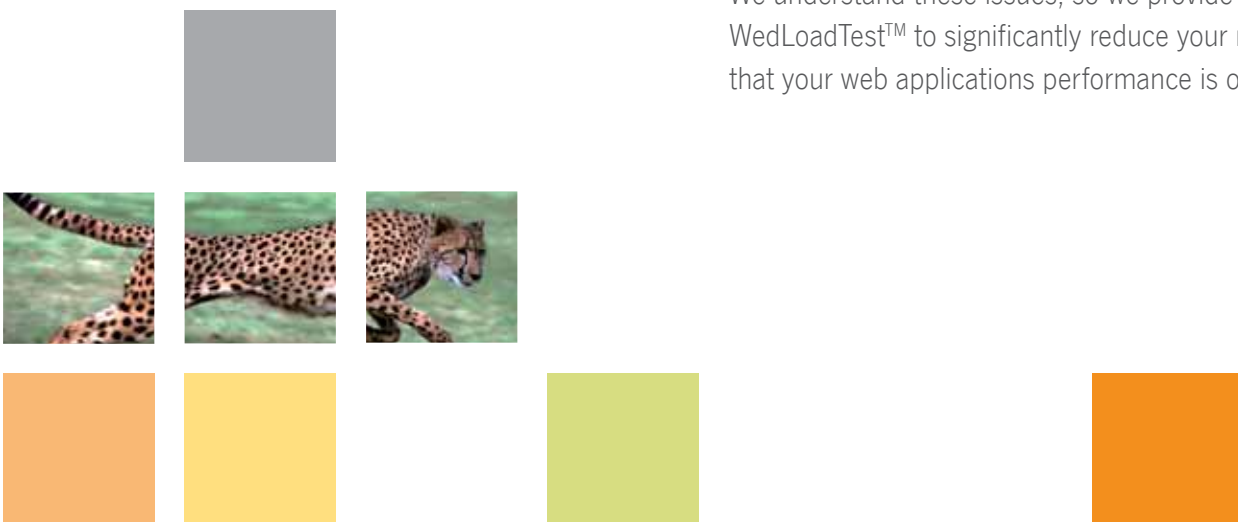 We understand these issues, so we provide
WedLoadTest™ to significantly reduce your
that your web applications performance is